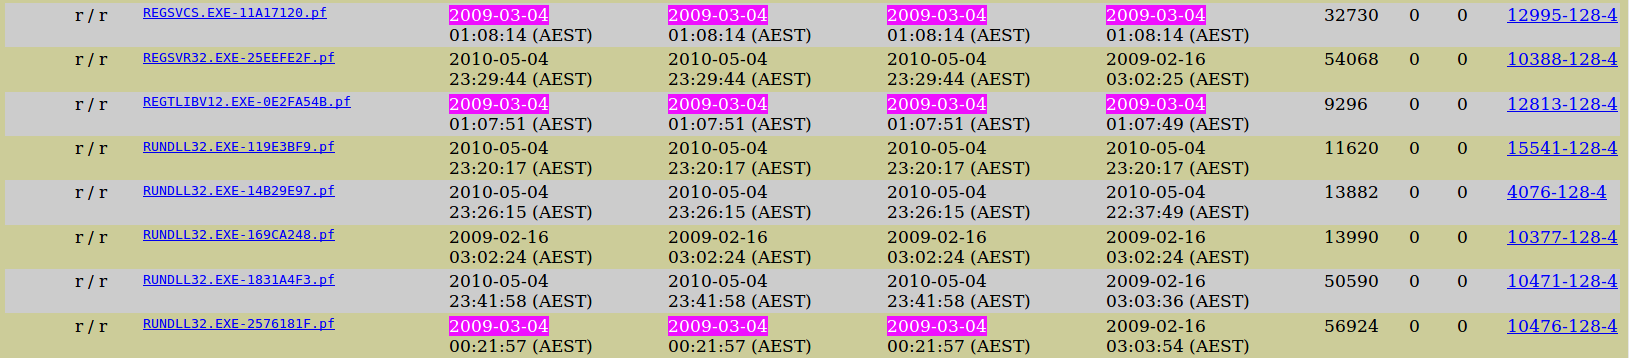 r / r REGSVCS.EXE-11A17120.pf 2009-03-04 2009-03-04 2009-03-04 2009-03-04 32730 0 0 12995-128-4
01:08:14 (AEST) 01:08:14 (AEST) 01:08:14 (AEST) 01:08:14 (AEST)
r / r REGSVR32.EXE-25EEFE2F.pf 2010-05-04 2010-05-04 2010-05-04 2009-02-16 54068 0 0 10388-128-4
23:29:44 (AEST) 23:29:44 (AEST) 23:29:44 (AEST) 03:02:25 (AEST)
r / r REGTLIBV12.EXE-0E2FA54B.pf 2009-03-04 2009-03-04 2009-03-04 2009-03-04 9296 0 0 12813-128-4
01:07:51 (AEST) 01:07:51 (AEST) 01:07:51 (AEST) 01:07:49 (AEST)
r / r RUNDLL32.EXE-119E3BF9.pf 2010-05-04 2010-05-04 2010-05-04 2010-05-04 11620 0 0 15541-128-4
23:20:17 (AEST) 23:20:17 (AEST) 23:20:17 (AEST) 23:20:17 (AEST)
r / r RUNDLL32.EXE-14B29E97.pf 2010-05-04 2010-05-04 2010-05-04 2010-05-04 13882 0 0 4076-128-4
23:26:15 (AEST) 23:26:15 (AEST) 23:26:15 (AEST) 22:37:49 (AEST)
r / r RUNDLL32.EXE-169CA248.pf 2009-02-16 2009-02-16 2009-02-16 2009-02-16 13990 0 0 10377-128-4
03:02:24 (AEST) 03:02:24 (AEST) 03:02:24 (AEST) 03:02:24 (AEST)
r / r RUNDLL32.EXE-1831A4F3.pf 2010-05-04 2010-05-04 2010-05-04 2009-02-16 50590 0 0 10471-128-4
23:41:58 (AEST) 23:41:58 (AEST) 23:41:58 (AEST) 03:03:36 (AEST)
r / r RUNDLL32.EXE-2576181F.pf 2009-03-04 2009-03-04 2009-03-04 2009-02-16 56924 0 0 10476-128-4
00:21:57 (AEST) 00:21:57 (AEST) 00:21:57 (AEST) 03:03:54 (AEST)